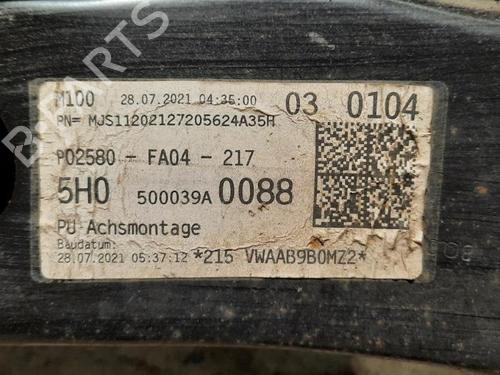 B PARTS
M100 28.07.2021 04:35:00 03 0104
PN= MJS11202127205624A35H
P02580 - FA04 - 217
5H0 500039A 0088
PU Achsmontage
Baudatum:
28.07.2021 05:37:12 *215 VWAAB9B0MZ2*